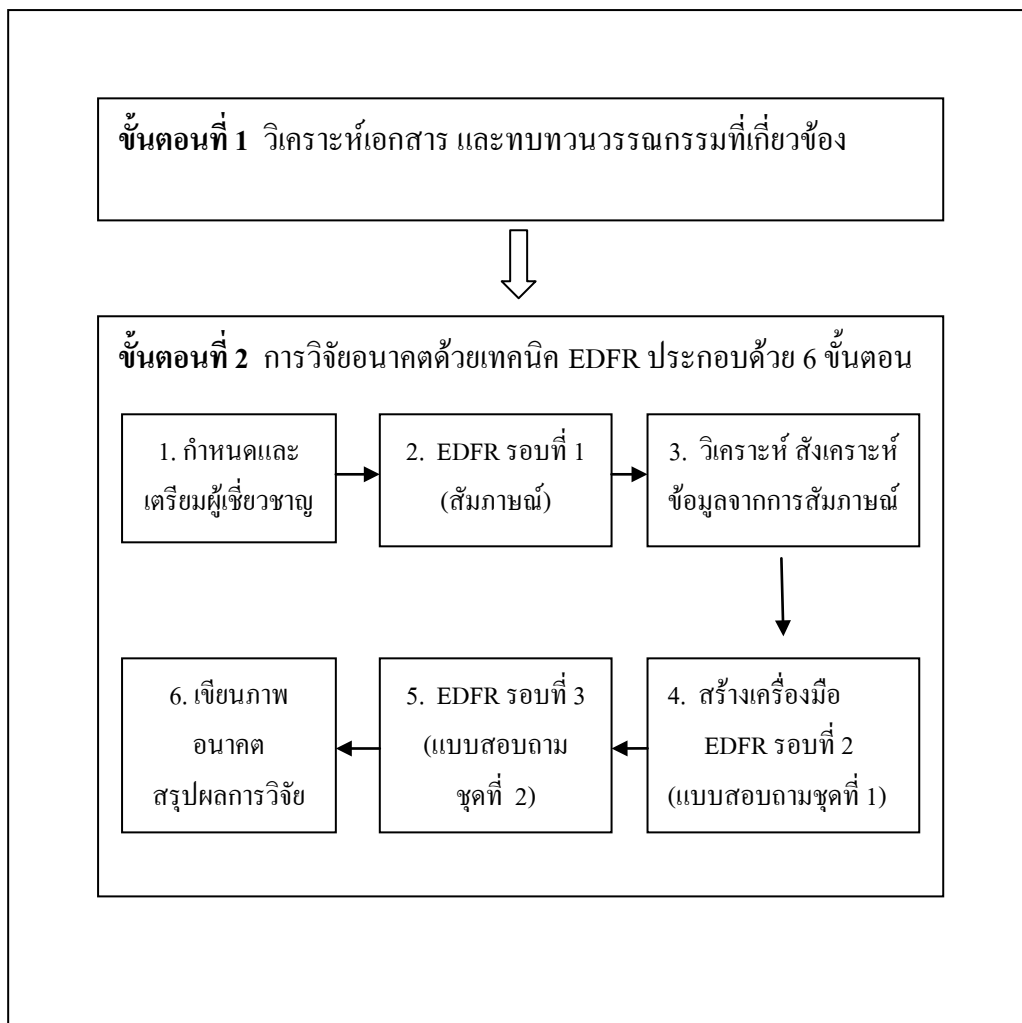 ขั้นตอนที่ 1 วิเคราะห์เอกสาร และทบทวนวรรณกรรมที่เกี่ยวข้อง
ขั้นตอนที่ 2 การวิจัยอนาคตด้วยเทคนิค EDFR ประกอบด้วย 6 ขั้นตอน
1. กำหนดและ
เตรียมผู้เชี่ยวชาญ
2. EDFR รอบที่ 1
(สัมภาษณ์)
3. วิเคราะห์ สังเคราะห์
ข้อมูลจากการสัมภาษณ์
4. สร้างเครื่องมือ
EDFR รอบที่ 2
(แบบสอบถามชุดที่ 1)
5. EDFR รอบที่ 3
(แบบสอบถาม
ชุดที่ 2)
6. เขียนภาพ
อนาคต
สรุปผลการวิจัย